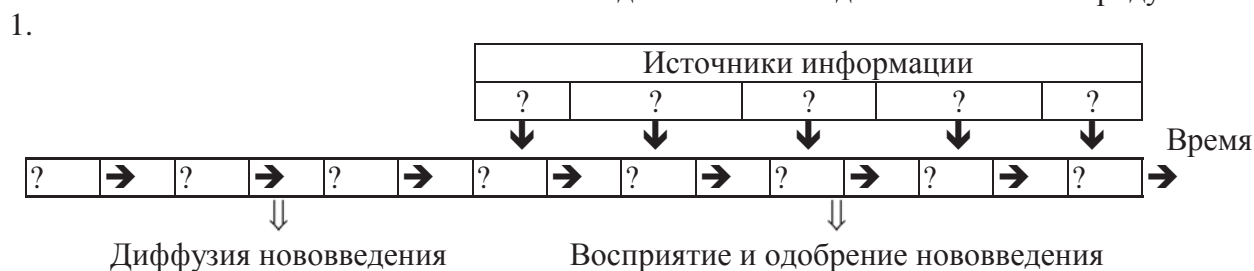 1.
Источники информации
? ? ? ? ?
Время
? ? ? ? ? ? ? ?
Диффузия нововведения Восприятие и одобрение нововведения